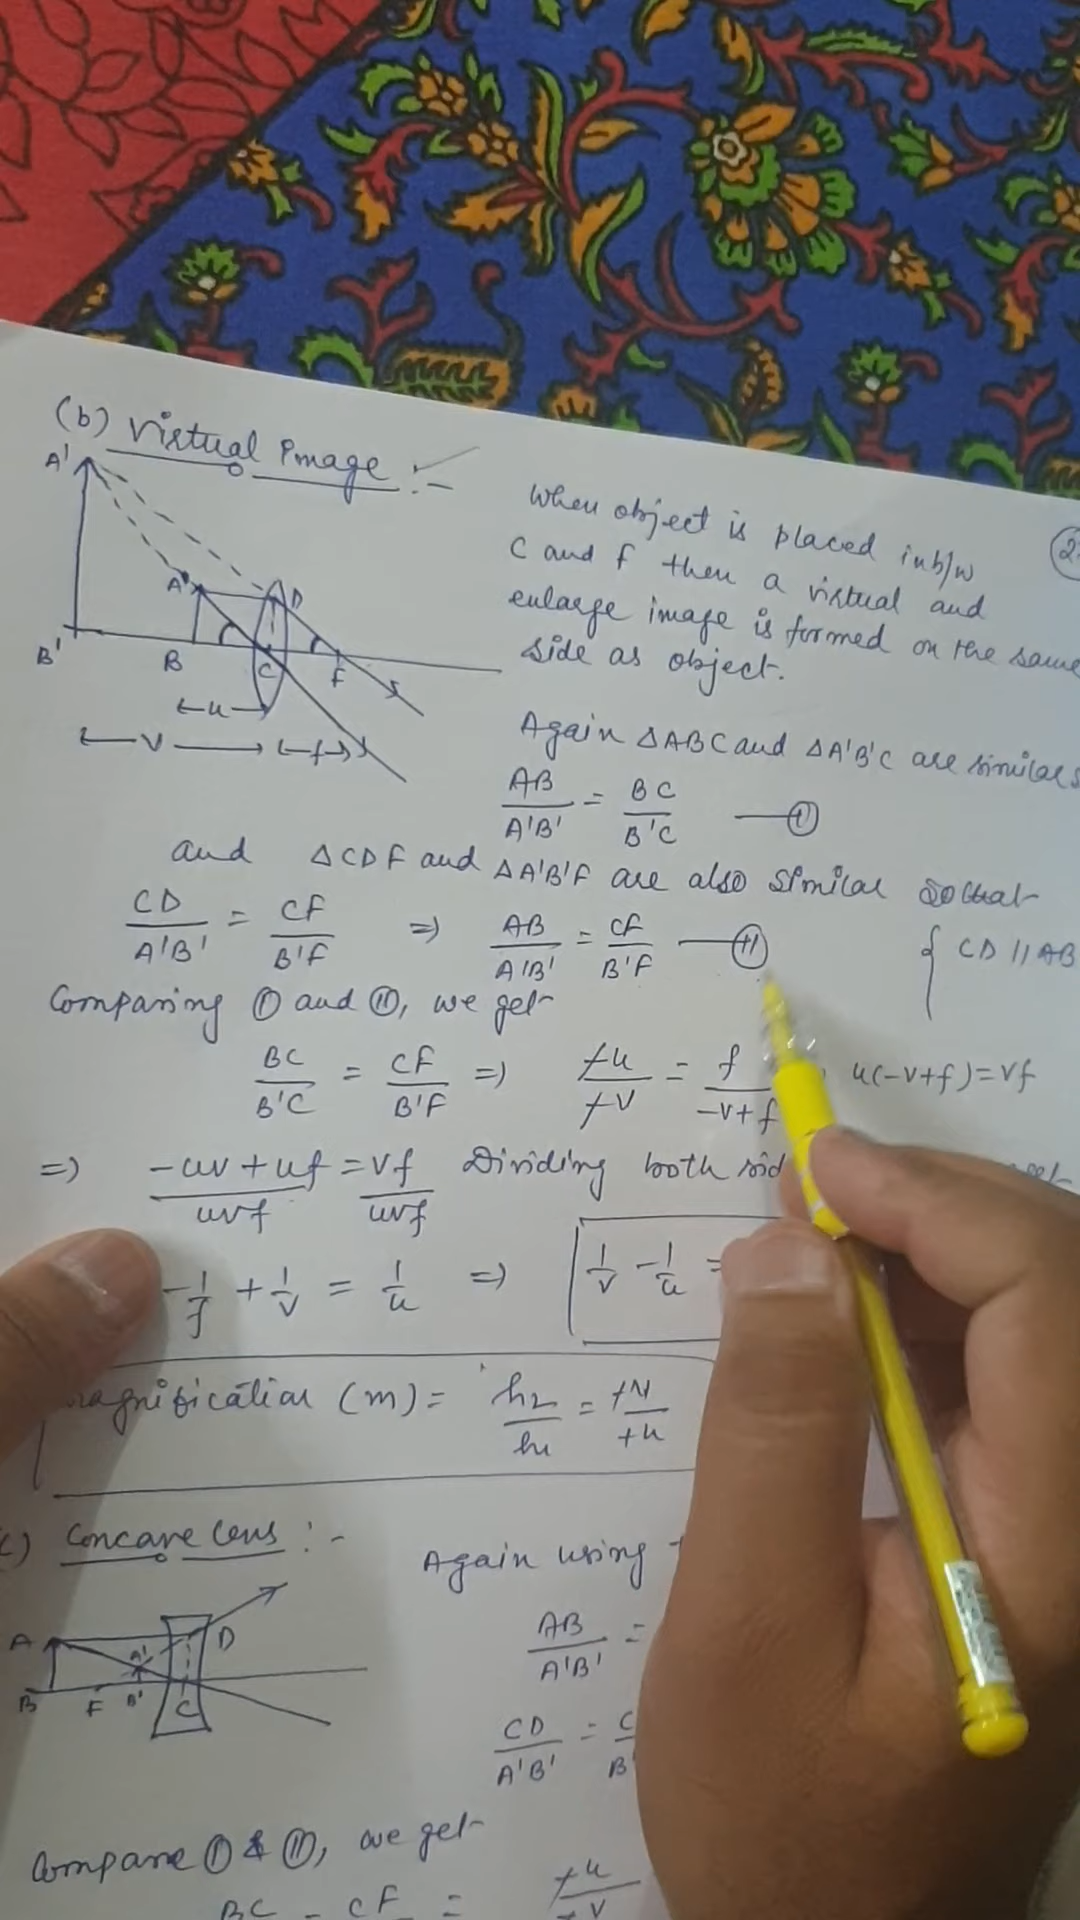 (b) Virtual Image :-
A'
A'
D
B'
B
C
F
u
v
f
When object is placed in b/w
C and f then a virtual and
enlarge image is formed on the same
side as object.
Again ΔABC and ΔA'B'C are similar
AB/A'B' = BC/B'C — (I)
and ΔCDF and ΔA'B'F are also similar so that
CD/A'B' = CF/B'F ⇒ AB/A'B' = CF/B'F — (II)
{ CD // AB
Comparing (I) and (II), we get
BC/B'C = CF/B'F ⇒ +u/+v = f/-v+f
u(-v+f)=vf
⇒ -uv+uf/uvf = vf/uvf Dividing both sid
-1/f + 1/v = 1/u ⇒ 1/v - 1/u =
agnification (m) = h2/h1 = +v/+u
Concave lens :-
A
A'
D
B
F
B'
C
Again using
AB/A'B' =
CD/A'B' =
Compare (I) & (II), we get
BC CF = +u